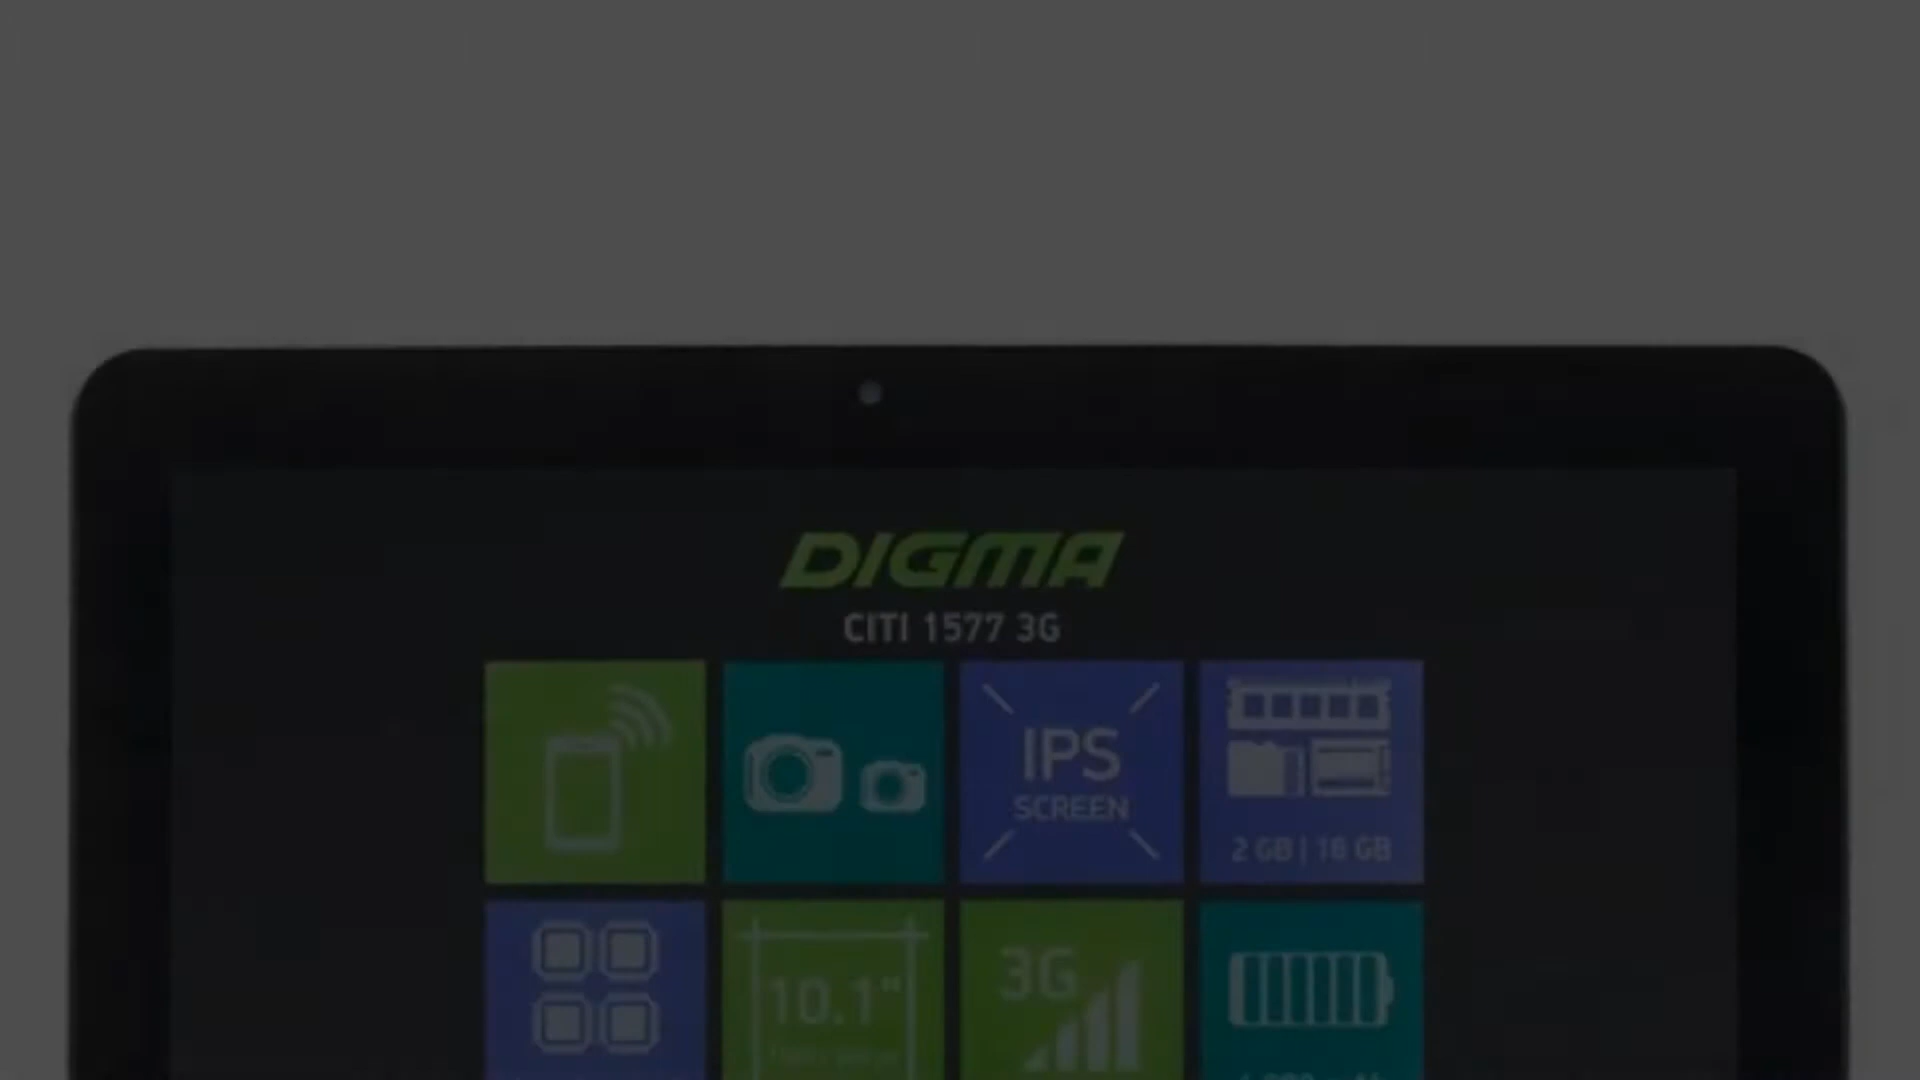 DIGMA
CITI 1577 3G
IPS
SCREEN
2 GB | 16 GB
10.1"
3G